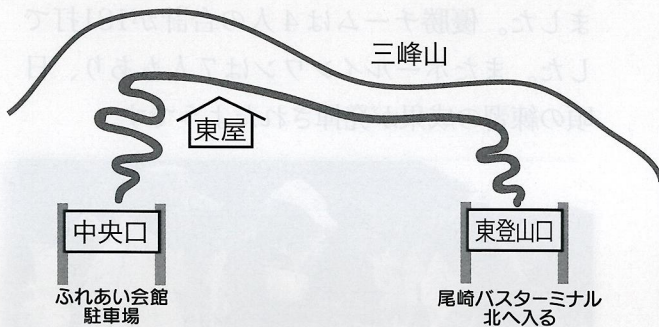 三峰山
東屋
中央口
東登山口
ふれあい会館
駐車場
尾崎バスターミナル
北へ入る